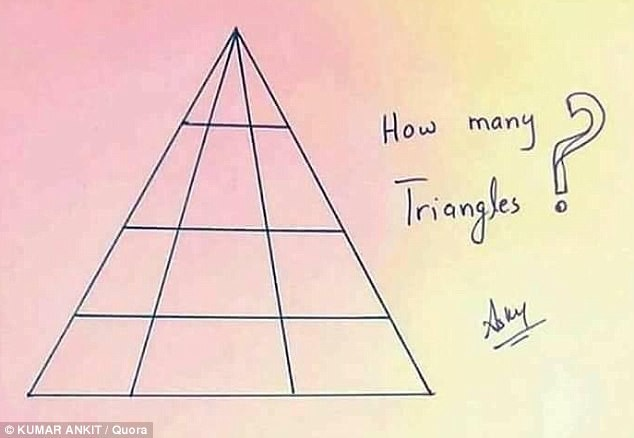 How many
Triangles ?
© KUMAR ANKIT / Quora